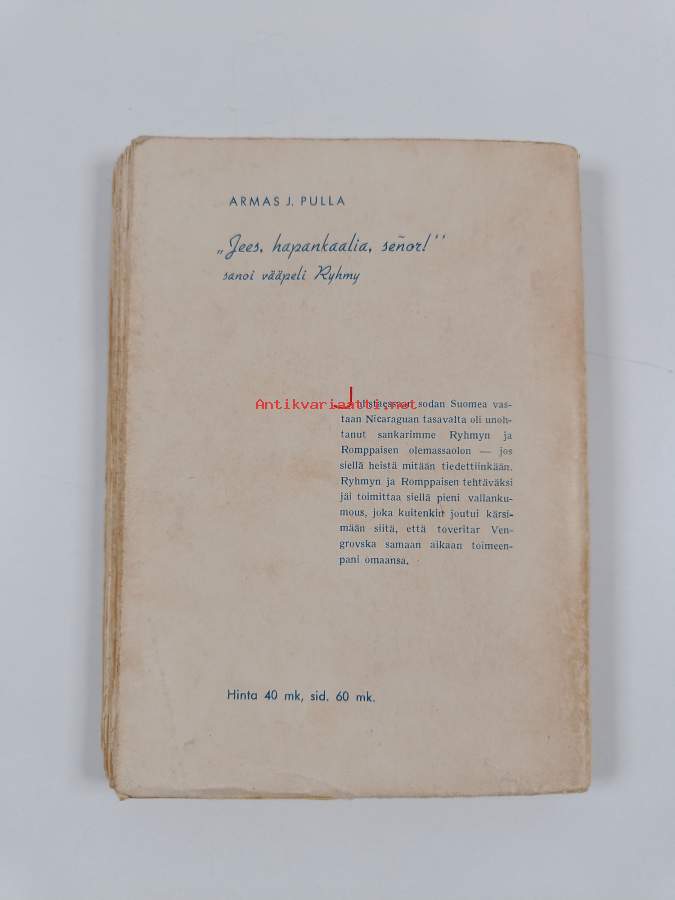 ARMAS J. PULLA
„Jees, hapankaalia, señor!”
sanoi vääpeli Ryhmy
Antikvariaatti.net
sodan Suomea vas-
taan Nicaraguan tasavalta oli unoh-
tanut sankarimme Ryhmyn ja
Romppaisen olemassaolon — jos
siellä heistä mitään tiedettiinkään.
Ryhmyn ja Romppaisen tehtäväksi
jäi toimittaa siellä pieni vallanku-
mous, joka kuitenkin joutui kärsi-
mään siitä, että toveritar Ven-
grovska samaan aikaan toimeen-
pani omaansa.
Hinta 40 mk, sid. 60 mk.